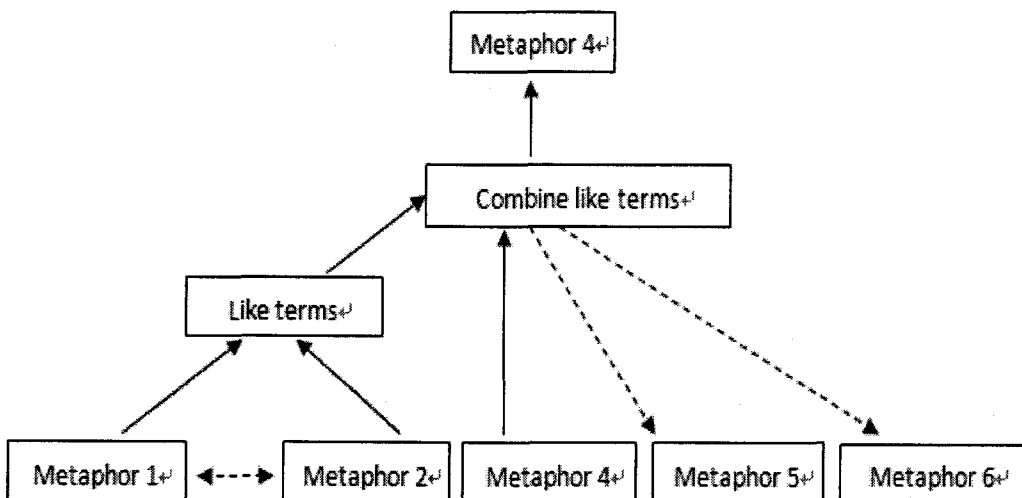 Metaphor 4↵
Combine like terms↵
Like terms↵
Metaphor 1↵
Metaphor 2↵
Metaphor 4↵
Metaphor 5↵
Metaphor 6↵